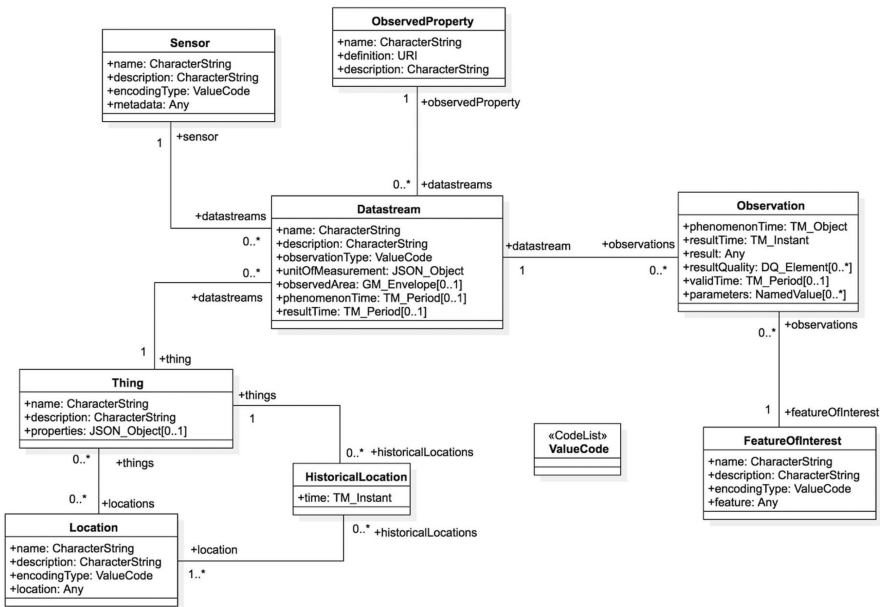 ObservedProperty
+name: CharacterString
+definition: URI
+description: CharacterString
Sensor
+name: CharacterString
+description: CharacterString
+encodingType: ValueCode
+metadata: Any
1
+observedProperty
1
+sensor
0..*
+datastreams
+datastreams
0..*
Datastream
+name: CharacterString
+description: CharacterString
+observationType: ValueCode
+unitOfMeasurement: JSON_Object
+observedArea: GM_Envelope[0..1]
+phenomenonTime: TM_Period[0..1]
+resultTime: TM_Period[0..1]
+datastream
1
+observations
0..*
Observation
+phenomenonTime: TM_Object
+resultTime: TM_Instant
+result: Any
+resultQuality: DQ_Element[0..*]
+validTime: TM_Period[0..1]
+parameters: NamedValue[0..*]
0..*
+datastreams
1
+thing
0..*
+observations
1
+featureOfInterest
Thing
+name: CharacterString
+description: CharacterString
+properties: JSON_Object[0..1]
+things
1
0..*
+historicalLocations
«CodeList»
ValueCode
FeatureOfInterest
+name: CharacterString
+description: CharacterString
+encodingType: ValueCode
+feature: Any
0..*
+things
0..*
+locations
HistoricalLocation
+time: TM_Instant
0..*
+historicalLocations
Location
+name: CharacterString
+description: CharacterString
+encodingType: ValueCode
+location: Any
+location
1..*